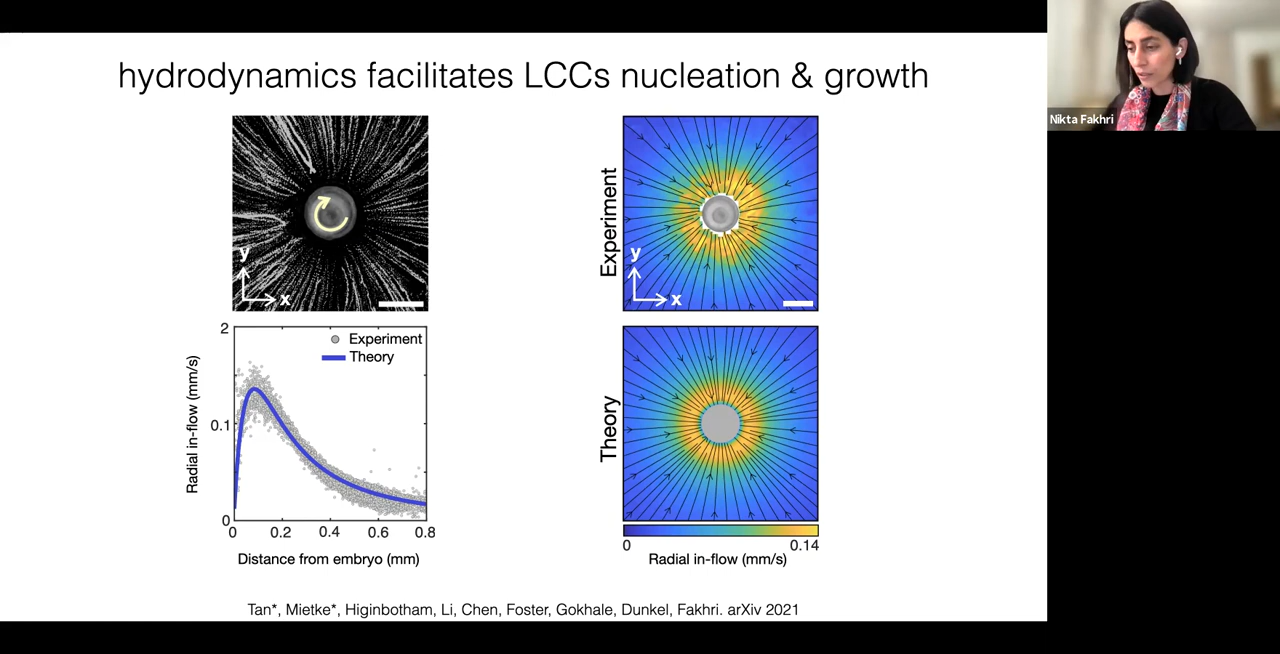 hydrodynamics facilitates LCCs nucleation & growth
Nikta Fakhri
y
x
Experiment
y
x
2
0.1
0
Radial in-flow (mm/s)
Experiment
Theory
0
0.2
0.4
0.6
0.8
Distance from embryo (mm)
Theory
0
0.14
Radial in-flow (mm/s)
Tan*, Mietke*, Higinbotham, Li, Chen, Foster, Gokhale, Dunkel, Fakhri. arXiv 2021